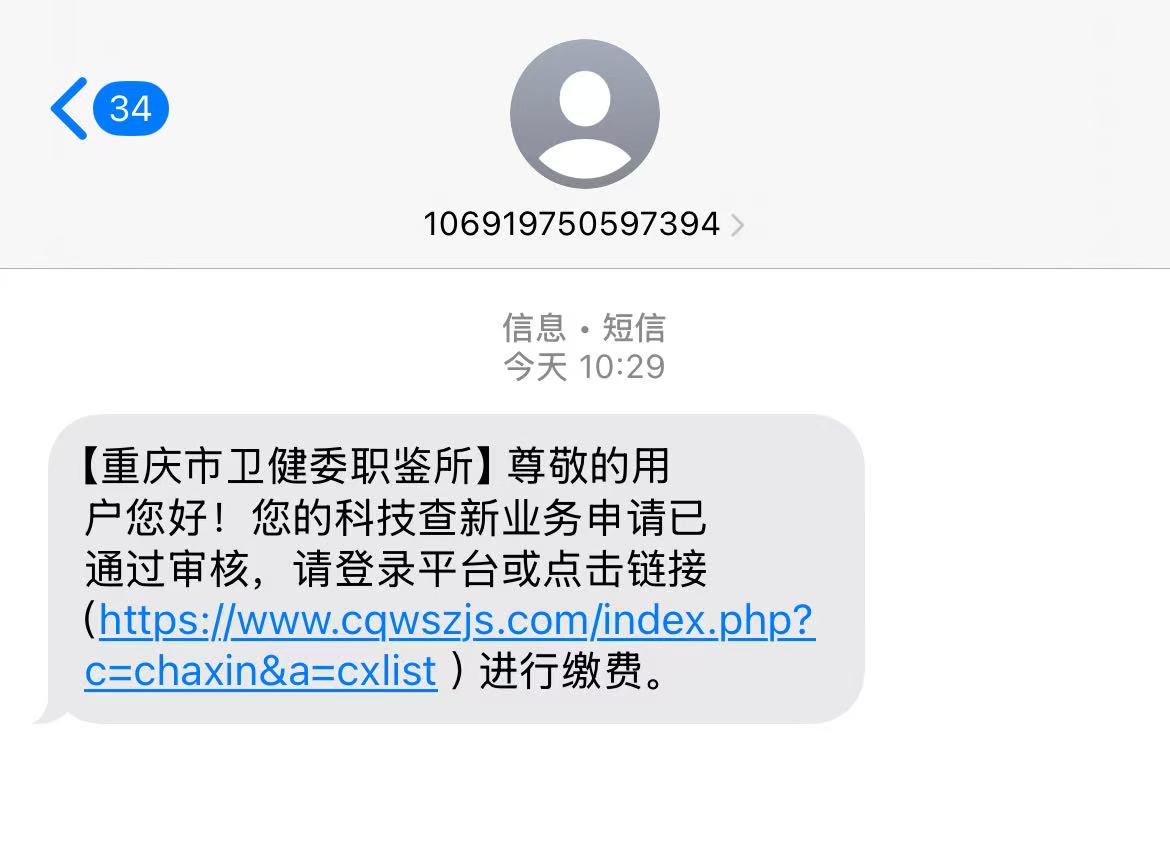 34
106919750597394
信息 • 短信
今天 10:29
【重庆市卫健委职鉴所】尊敬的用
户您好！您的科技查新业务申请已
通过审核，请登录平台或点击链接
(https://www.cqwszjs.com/index.php?
c=chaxin&a=cxlist ) 进行缴费。